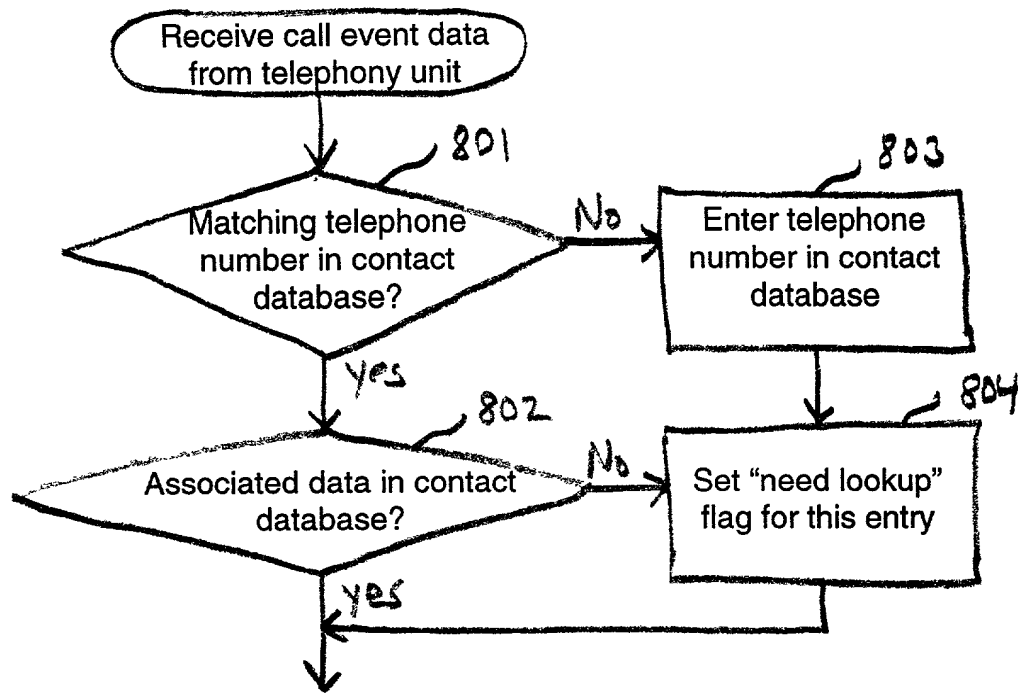 Receive call event data
from telephony unit
801
Matching telephone
number in contact
database?
No
803
Enter telephone
number in contact
database
yes
802
804
Associated data in contact
database?
No
Set “need lookup”
flag for this entry
yes